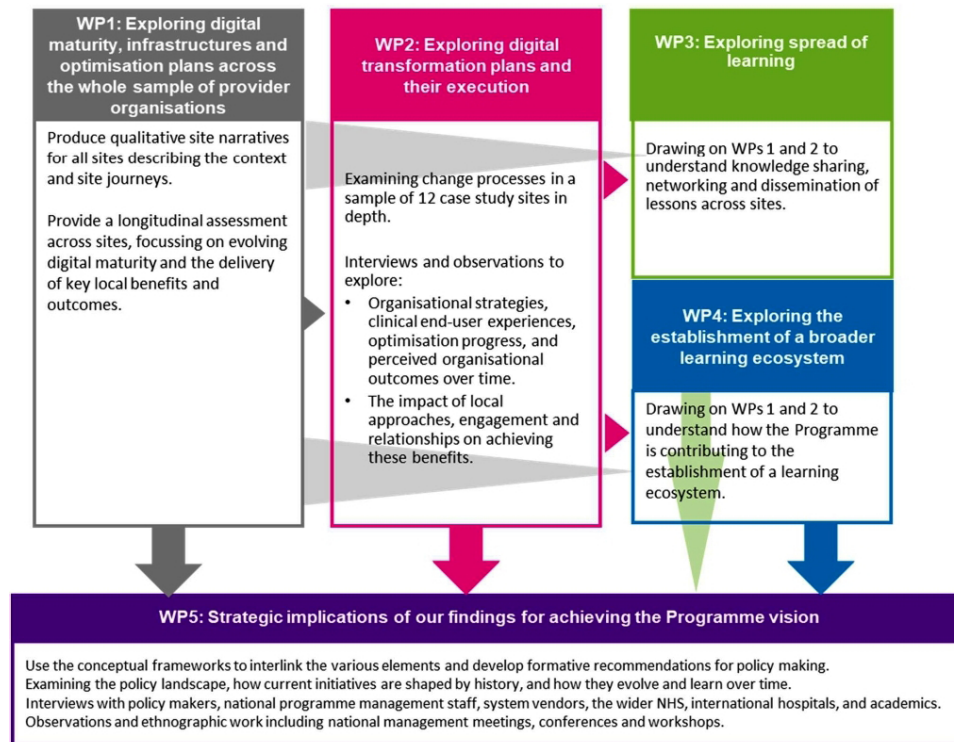 WP1: Exploring digital
maturity, infrastructures and
optimisation plans across
the whole sample of provider
organisations
Produce qualitative site narratives
for all sites describing the context
and site journeys.
Provide a longitudinal assessment
across sites, focussing on evolving
digital maturity and the delivery
of key local benefits and
outcomes.
WP2: Exploring digital
transformation plans and
their execution
Examining change processes in a
sample of 12 case study sites in
depth.
Interviews and observations to
explore:
• Organisational strategies,
clinical end-user experiences,
optimisation progress, and
perceived organisational
outcomes over time.
• The impact of local
approaches, engagement and
relationships on achieving
these benefits.
WP3: Exploring spread of
learning
Drawing on WPs 1 and 2 to
understand knowledge sharing,
networking and dissemination of
lessons across sites.
WP4: Exploring the
establishment of a broader
learning ecosystem
Drawing on WPs 1 and 2 to
understand how the Programme
is contributing to the
establishment of a learning
ecosystem.
WP5: Strategic implications of our findings for achieving the Programme vision
Use the conceptual frameworks to interlink the various elements and develop formative recommendations for policy making.
Examining the policy landscape, how current initiatives are shaped by history, and how they evolve and learn over time.
Interviews with policy makers, national programme management staff, system vendors, the wider NHS, international hospitals, and academics.
Observations and ethnographic work including national management meetings, conferences and workshops.